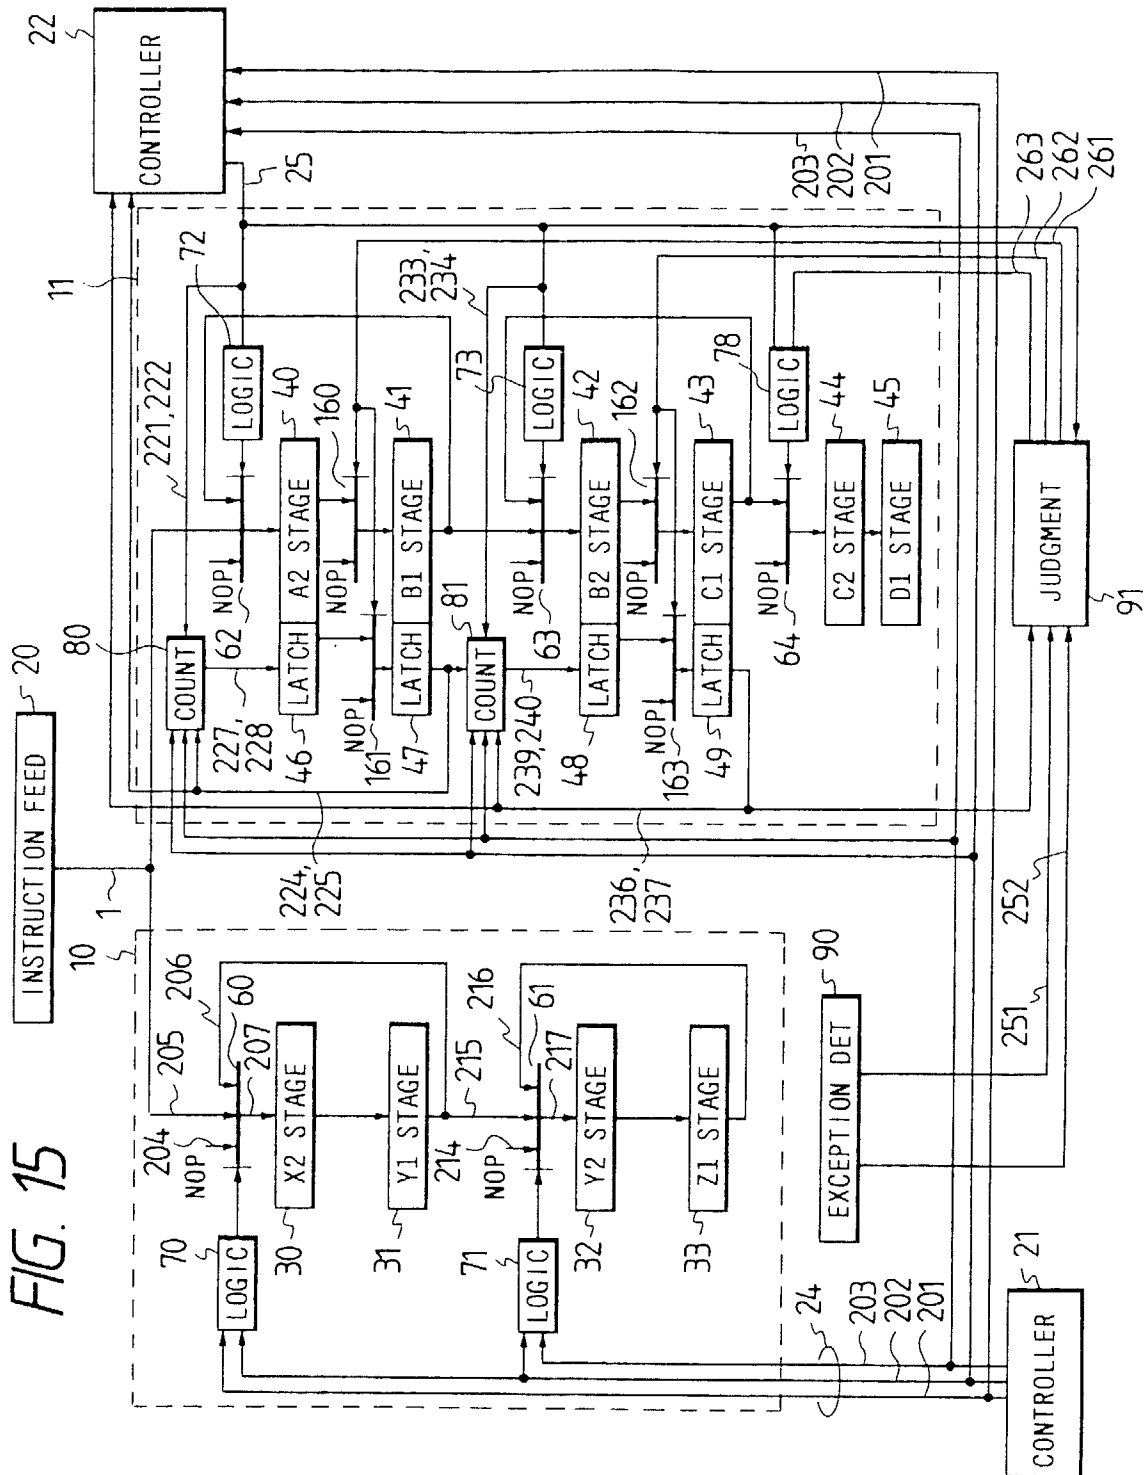 FIG. 15
INSTRUCTION FEED
20
1
10
205
206
204
NOP
60
207
70
LOGIC
X2 STAGE
30
Y1 STAGE
31
215
216
214
NOP
61
217
71
LOGIC
Y2 STAGE
32
Z1 STAGE
33
24
203
202
201
21
CONTROLLER
90
EXCEPTION DET
251
252
22
CONTROLLER
25
203
202
201
11
221, 222
72
LOGIC
80
COUNT
NOP
62
227,
228
LATCH
A2 STAGE
40
46
NOP
160
NOP
161
LATCH
B1 STAGE
41
47
224,
225
233,
234
73
LOGIC
81
COUNT
NOP
63
239,240
LATCH
B2 STAGE
42
48
NOP
162
NOP
163
LATCH
C1 STAGE
43
49
236,
237
78
LOGIC
NOP
64
C2 STAGE
44
D1 STAGE
45
263
262
261
JUDGMENT
91